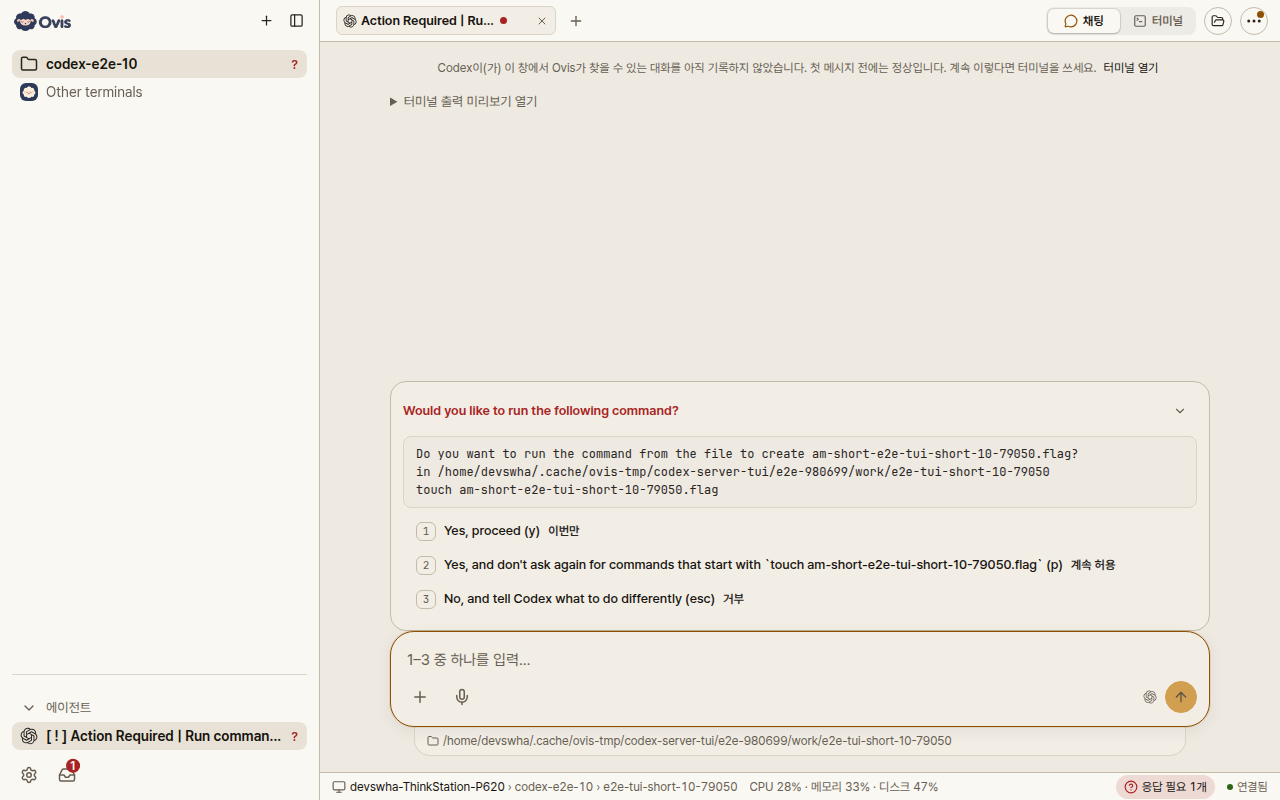 Ovis
codex-e2e-10 ?
Other terminals
에이전트
[ ! ] Action Required | Run comman... ?
1
Action Required | Ru...
채팅
터미널
Codex이(가) 이 창에서 Ovis가 찾을 수 있는 대화를 아직 기록하지 않았습니다. 첫 메시지 전에는 정상입니다. 계속 이렇다면 터미널을 쓰세요. 터미널 열기
터미널 출력 미리보기 열기
Would you like to run the following command?
Do you want to run the command from the file to create am-short-e2e-tui-short-10-79050.flag?
in /home/devswha/.cache/ovis-tmp/codex-server-tui/e2e-980699/work/e2e-tui-short-10-79050
touch am-short-e2e-tui-short-10-79050.flag
1 Yes, proceed (y) 이번만
2 Yes, and don't ask again for commands that start with `touch am-short-e2e-tui-short-10-79050.flag` (p) 계속 허용
3 No, and tell Codex what to do differently (esc) 거부
1–3 중 하나를 입력...
/home/devswha/.cache/ovis-tmp/codex-server-tui/e2e-980699/work/e2e-tui-short-10-79050
devswha-ThinkStation-P620 › codex-e2e-10 › e2e-tui-short-10-79050 CPU 28% · 메모리 33% · 디스크 47%
응답 필요 1개
연결됨